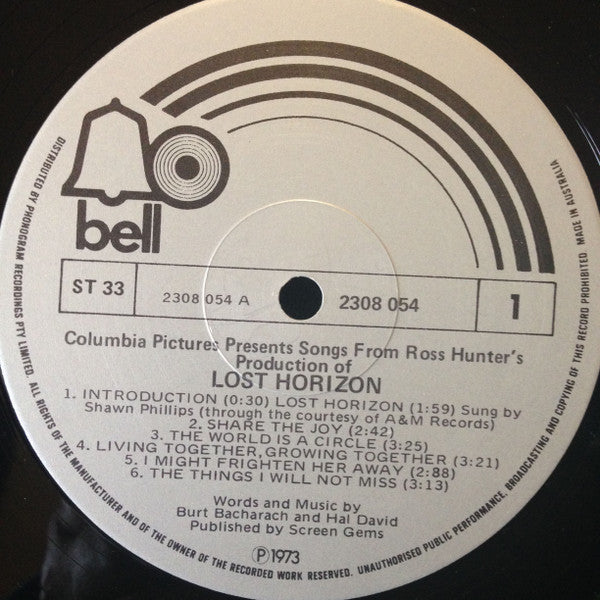 bell
ST 33
2308 054 A
2308 054
1
Columbia Pictures Presents Songs From Ross Hunter's
Production of
LOST HORIZON
1. INTRODUCTION (0:30) LOST HORIZON (1:59) Sung by
Shawn Phillips (through the courtesy of A&M Records)
2. SHARE THE JOY (2:42)
3. THE WORLD IS A CIRCLE (3:25)
4. LIVING TOGETHER, GROWING TOGETHER (3:21)
5. I MIGHT FRIGHTEN HER AWAY (2:88)
6. THE THINGS I WILL NOT MISS (3:13)
Words and Music by
Burt Bacharach and Hal David
Published by Screen Gems
Ⓟ1973
DISTRIBUTED BY PHONOGRAM RECORDINGS PTY LIMITED. ALL RIGHTS OF THE MANUFACTURER AND OF THE OWNER OF THE RECORDED WORK RESERVED. UNAUTHORISED PUBLIC PERFORMANCE, BROADCASTING AND COPYING OF THIS RECORD PROHIBITED. MADE IN AUSTRALIA